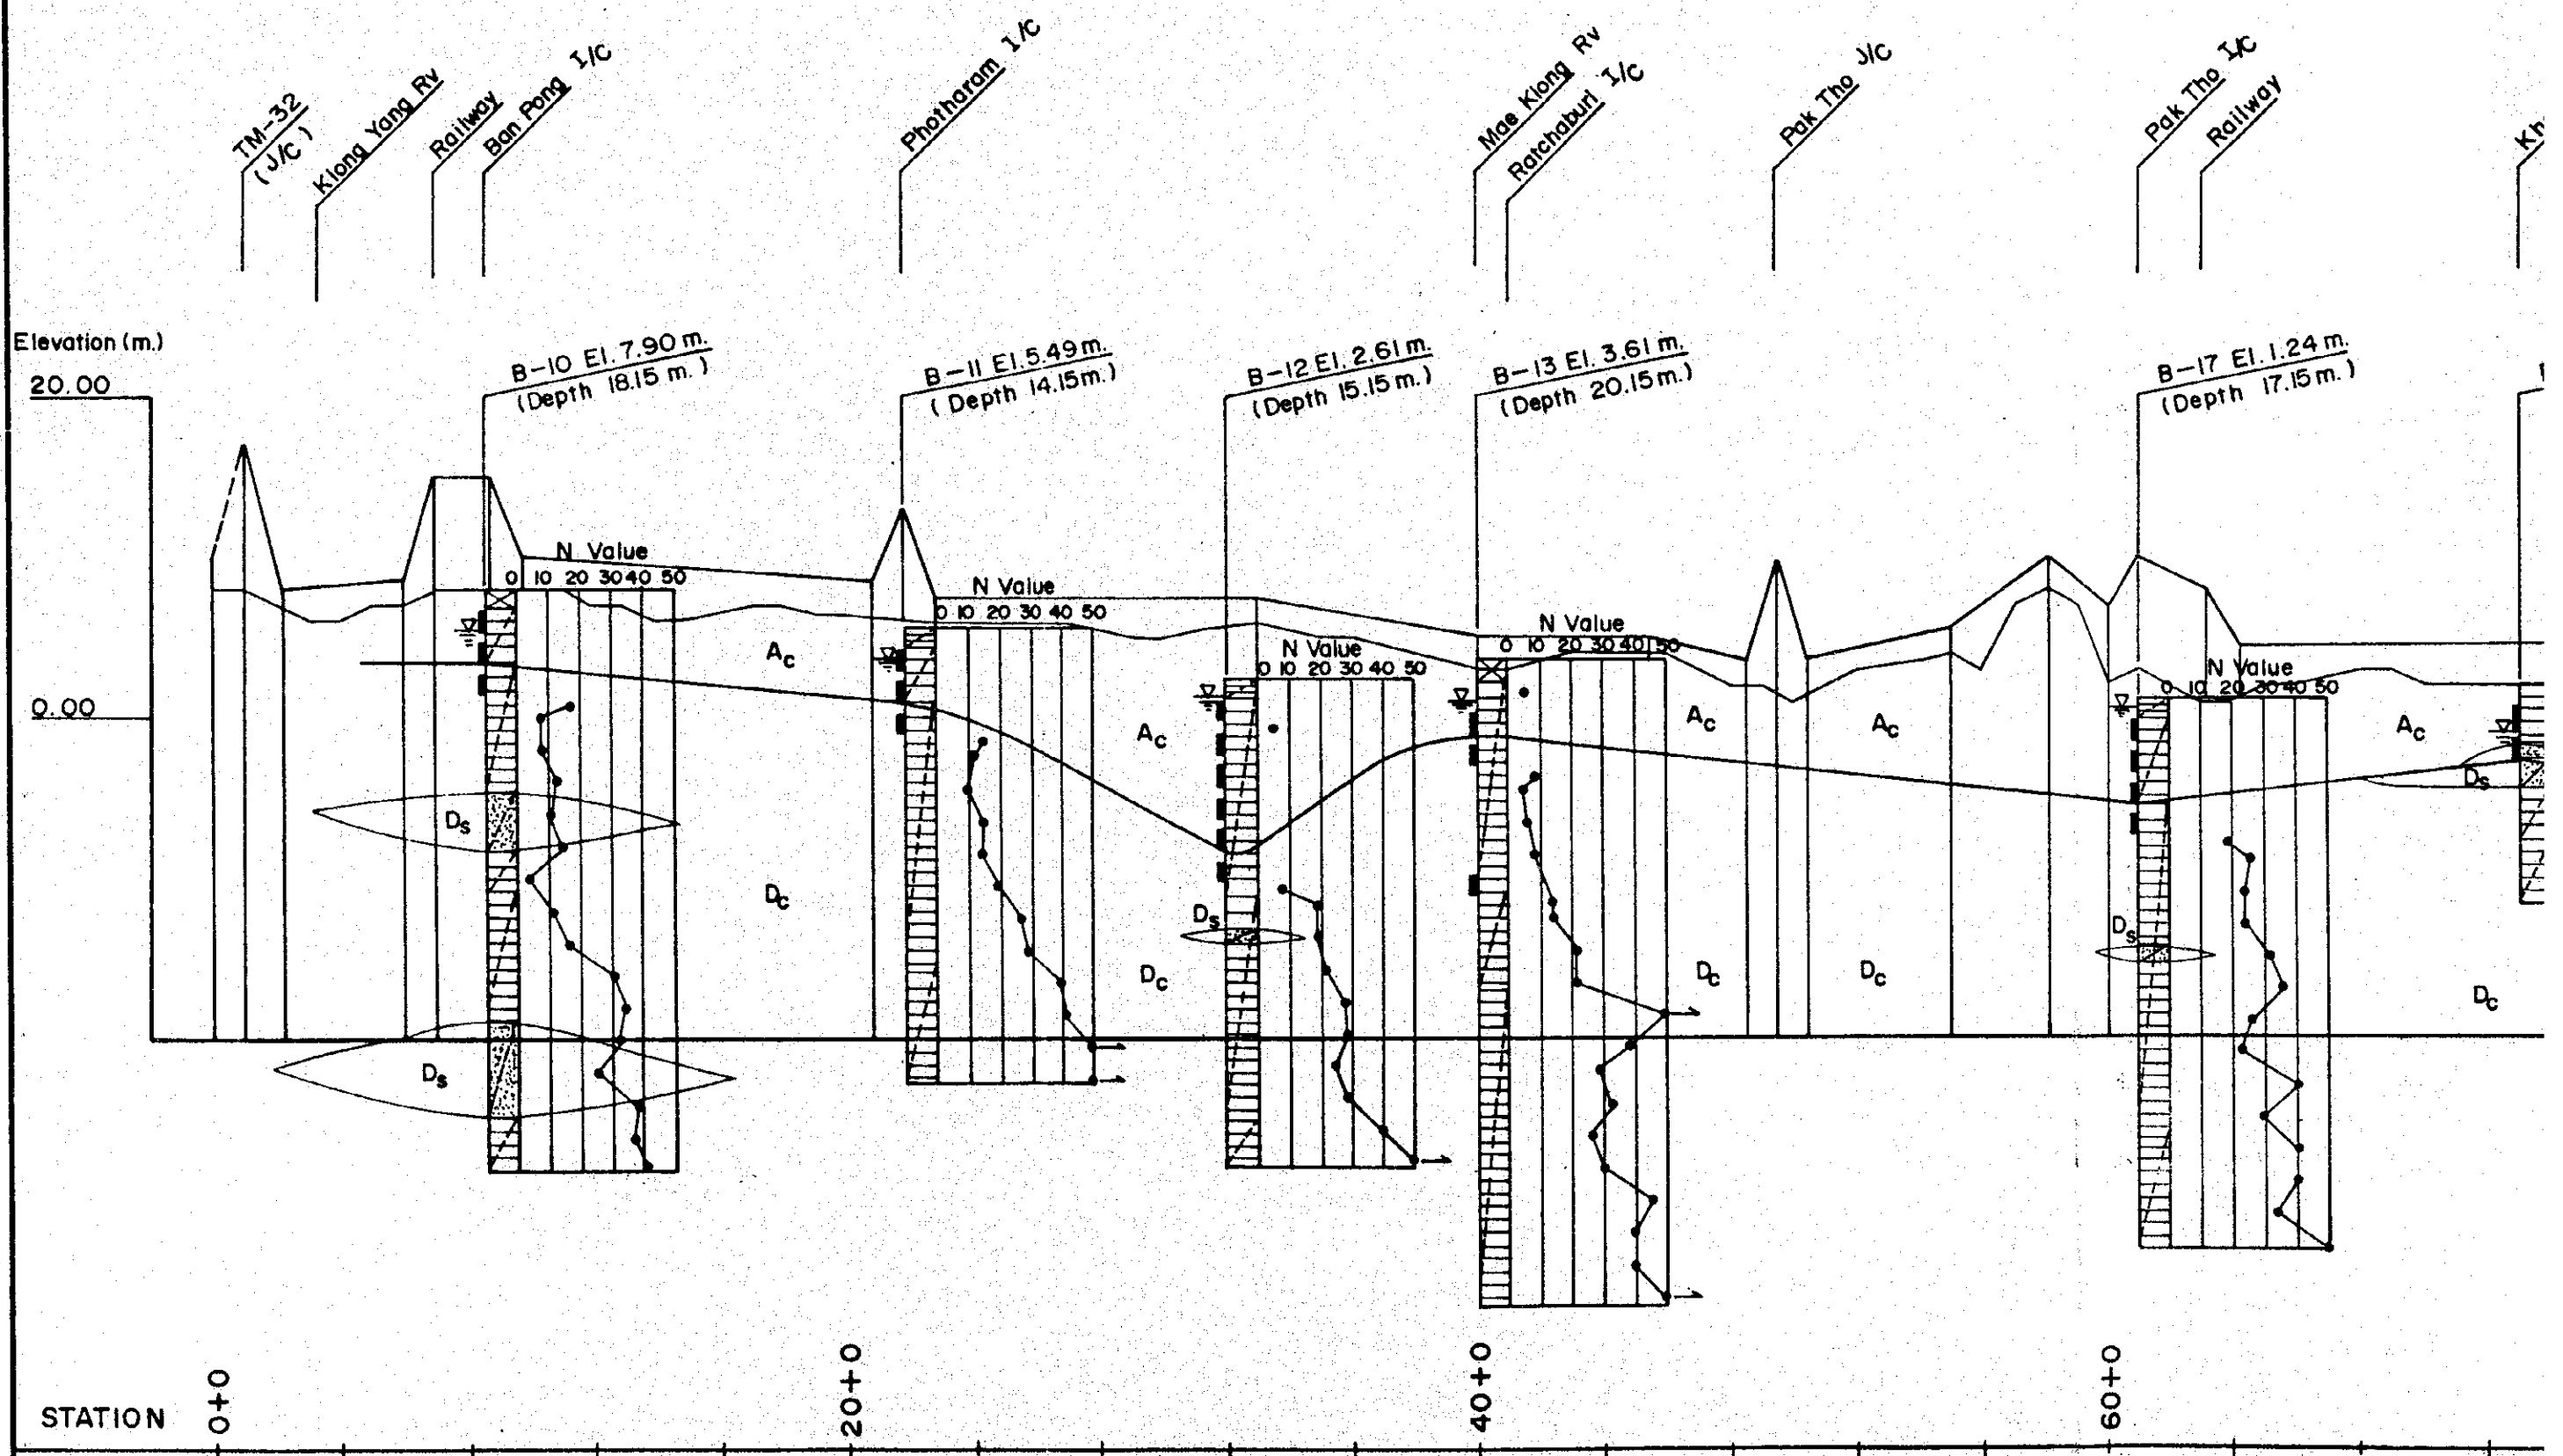 TM-32
(J/C)
Klong Yang Rv
Railway
Ban Pong I/C
Photharam I/C
Mae Klong Rv
Ratchaburi I/C
Pak Tho J/C
Pak Tho I/C
Railway
Kh
Elevation (m.)
20.00
0.00
B-10 El. 7.90 m.
(Depth 18.15 m.)
B-11 El. 5.49 m.
(Depth 14.15 m.)
B-12 El. 2.61 m.
(Depth 15.15 m.)
B-13 El. 3.61 m.
(Depth 20.15 m.)
B-17 El. 1.24 m.
(Depth 17.15 m.)
N Value
0 10 20 30 40 50
N Value
0 10 20 30 40 50
N Value
0 10 20 30 40 50
N Value
0 10 20 30 40 50
N Value
0 10 20 30 40 50
Ac
Ac
Ac
Ac
Ac
Ds
Ds
Ds
Ds
Ds
Dc
Dc
Dc
Dc
Dc
STATION
0+0
20+0
40+0
60+0